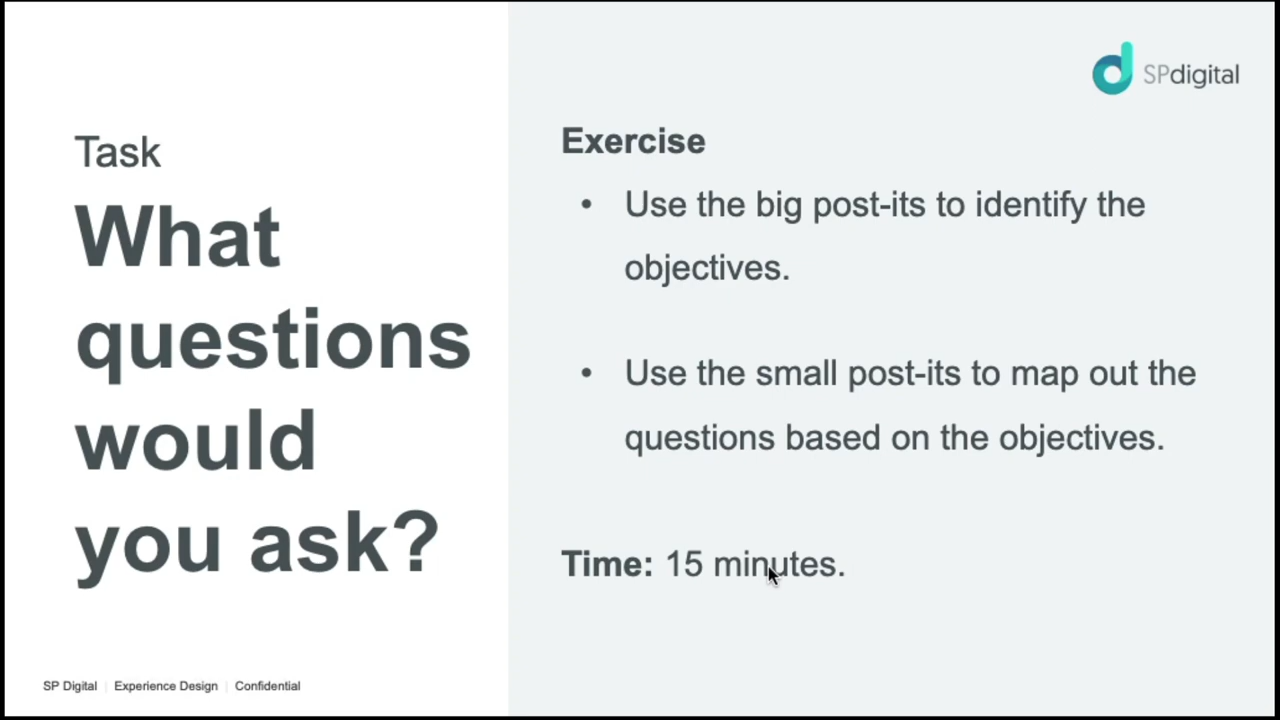 SPdigital
Task
What
questions
would
you ask?
Exercise
• Use the big post-its to identify the
objectives.
• Use the small post-its to map out the
questions based on the objectives.
Time: 15 minutes.
SP Digital | Experience Design | Confidential